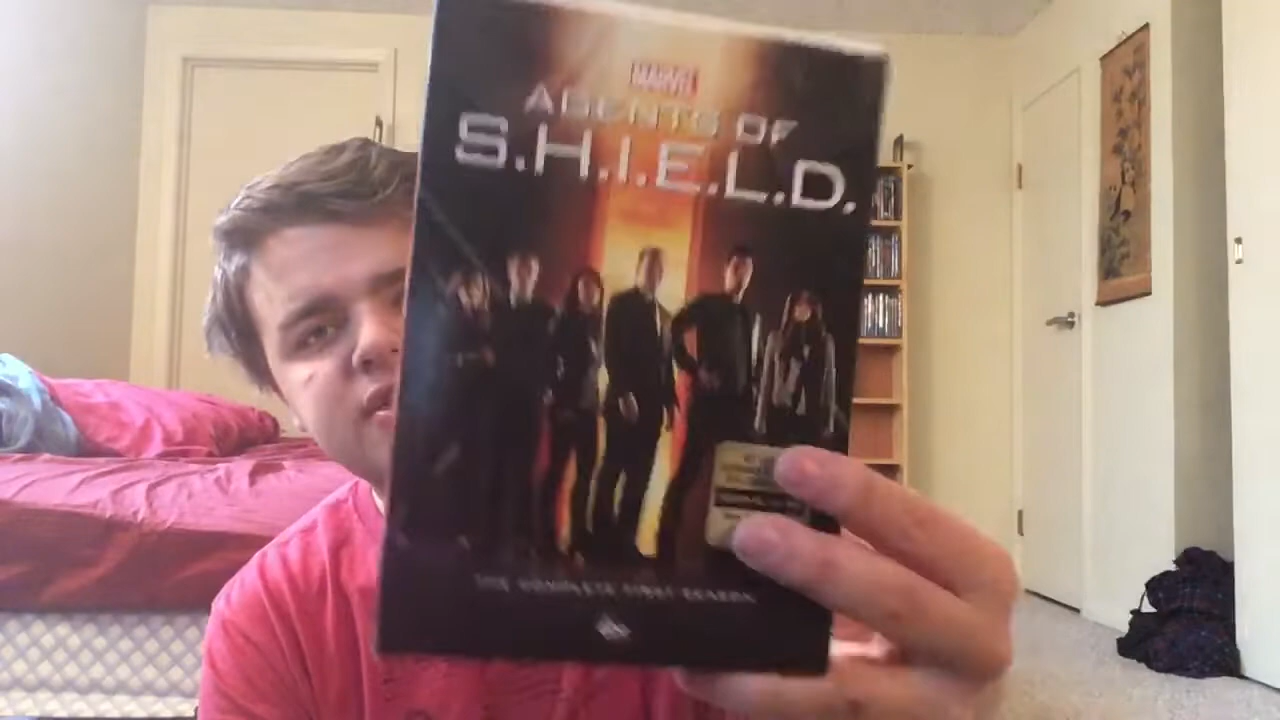 MARVEL
AGENTS OF
S.H.I.E.L.D.
THE COMPLETE FIRST SEASON